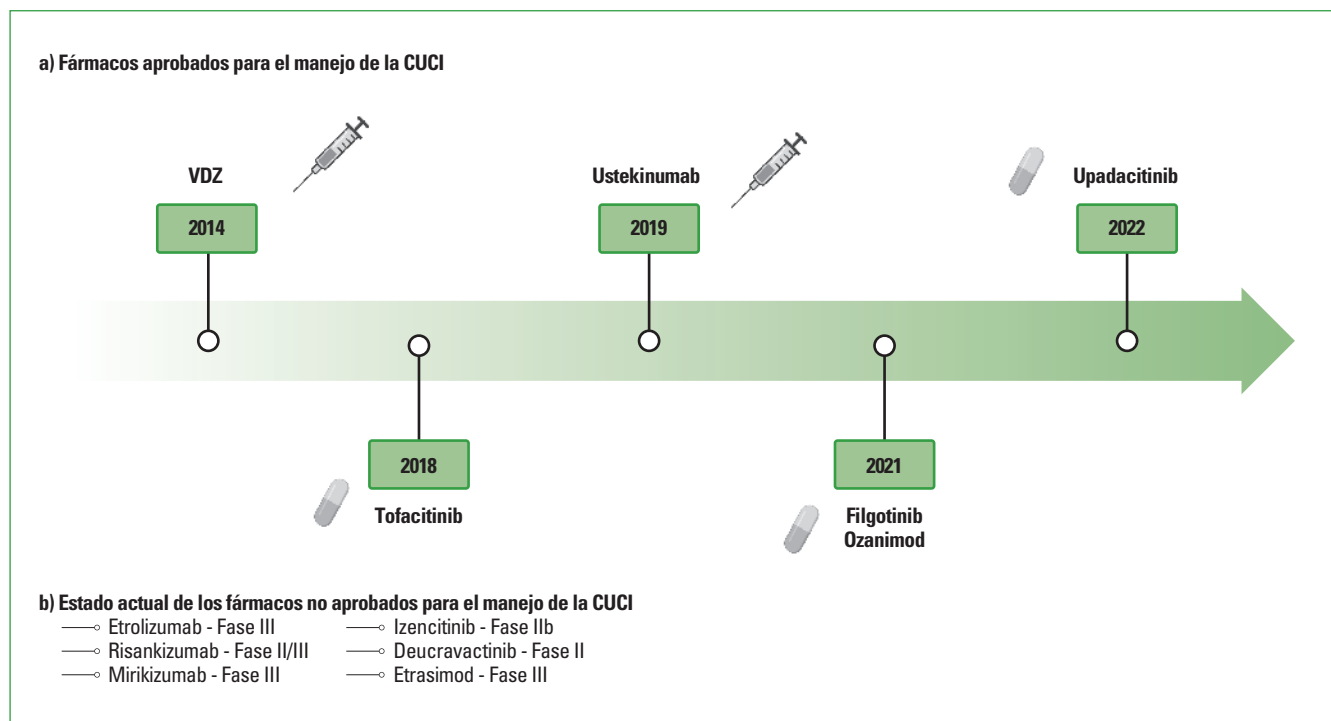 a) Fármacos aprobados para el manejo de la CUCI
VDZ
2014
Ustekinumab
2019
Upadacitinib
2022
2018
Tofacitinib
2021
Filgotinib
Ozanimod
b) Estado actual de los fármacos no aprobados para el manejo de la CUCI
Etrolizumab - Fase III
Risankizumab - Fase II/III
Mirikizumab - Fase III
Izencitinib - Fase IIb
Deucravactinib - Fase II
Etrasimod - Fase III